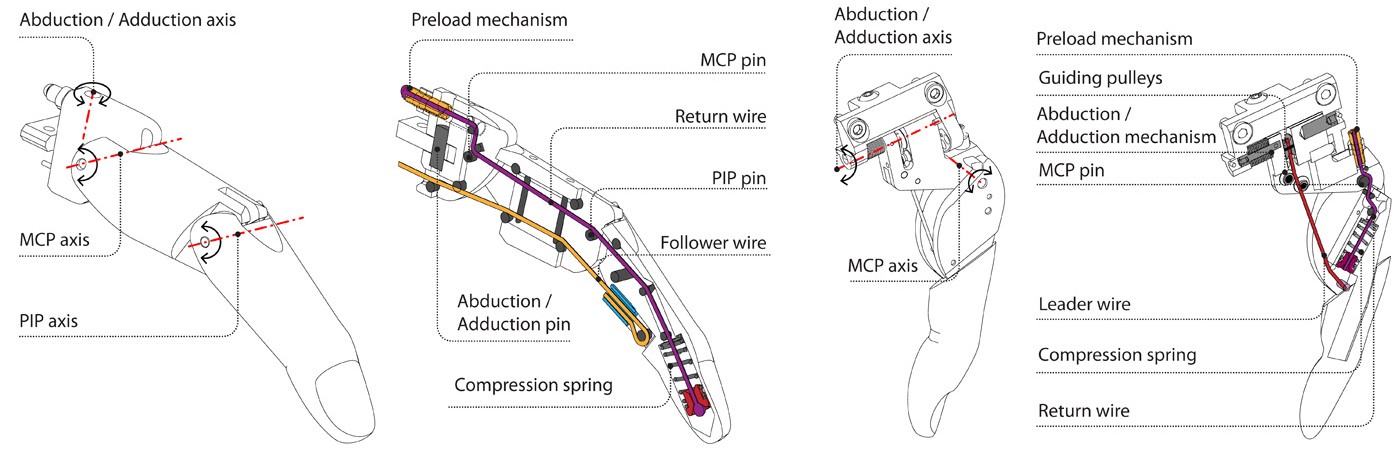 Abduction / Adduction axis
MCP axis
PIP axis
Preload mechanism
MCP pin
Return wire
PIP pin
Follower wire
Abduction /
Adduction pin
Compression spring
Abduction /
Adduction axis
MCP axis
Preload mechanism
Guiding pulleys
Abduction /
Adduction mechanism
MCP pin
Leader wire
Compression spring
Return wire